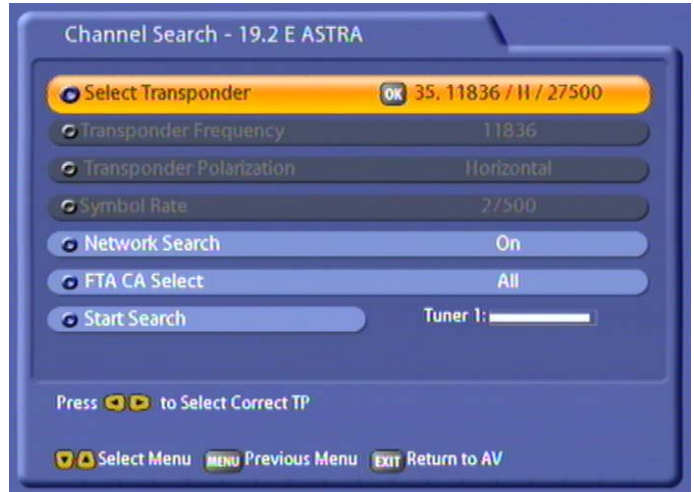 Channel Search - 19.2 E ASTRA
Select Transponder OK 35. 11836 / H / 27500
Transponder Frequency 11836
Transponder Polarization Horizontal
Symbol Rate 27500
Network Search On
FTA CA Select All
Start Search Tuner 1:
Press to Select Correct TP
Select Menu MENU Previous Menu EXIT Return to AV